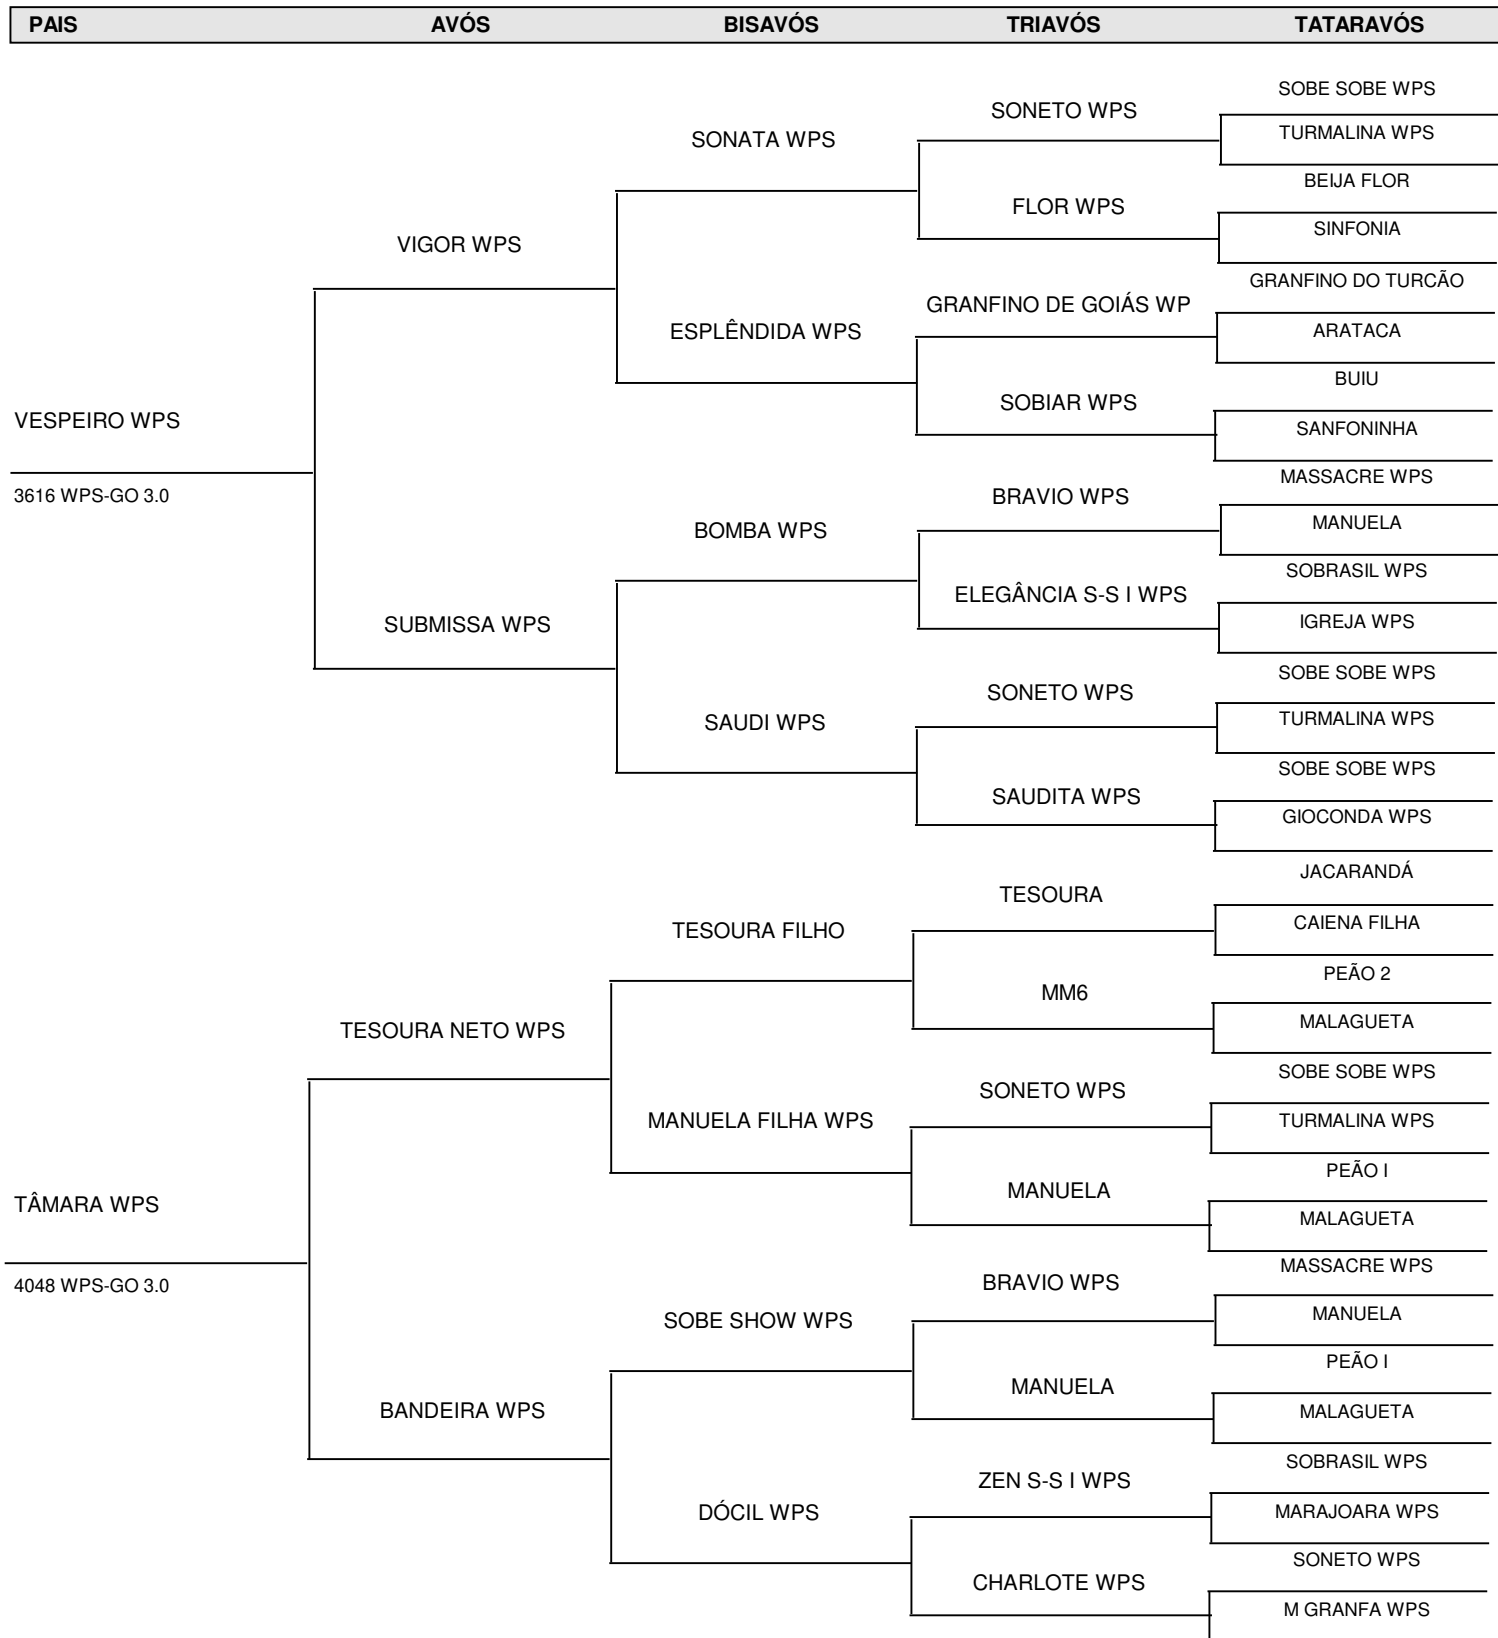 PAIS AVÓS BISAVÓS TRIAVÓS TATARAVÓS
SOBE SOBE WPS
SONETO WPS
TURMALINA WPS
SONATA WPS
BEIJA FLOR
FLOR WPS
SINFONIA
VIGOR WPS
GRANFINO DO TURCÃO
GRANFINO DE GOIÁS WP
ARATACA
ESPLÊNDIDA WPS
BUIU
SOBIAR WPS
SANFONINHA
VESPEIRO WPS
3616 WPS-GO 3.0
MASSACRE WPS
BRAVIO WPS
MANUELA
BOMBA WPS
SOBRASIL WPS
ELEGÂNCIA S-S I WPS
IGREJA WPS
SUBMISSA WPS
SOBE SOBE WPS
SONETO WPS
TURMALINA WPS
SAUDI WPS
SOBE SOBE WPS
SAUDITA WPS
GIOCONDA WPS
JACARANDÁ
TESOURA
CAIENA FILHA
TESOURA FILHO
PEÃO 2
MM6
MALAGUETA
TESOURA NETO WPS
SOBE SOBE WPS
SONETO WPS
TURMALINA WPS
MANUELA FILHA WPS
PEÃO I
MANUELA
MALAGUETA
TÂMARA WPS
4048 WPS-GO 3.0
MASSACRE WPS
BRAVIO WPS
MANUELA
SOBE SHOW WPS
PEÃO I
MANUELA
MALAGUETA
BANDEIRA WPS
SOBRASIL WPS
ZEN S-S I WPS
MARAJOARA WPS
DÓCIL WPS
SONETO WPS
CHARLOTE WPS
M GRANFA WPS